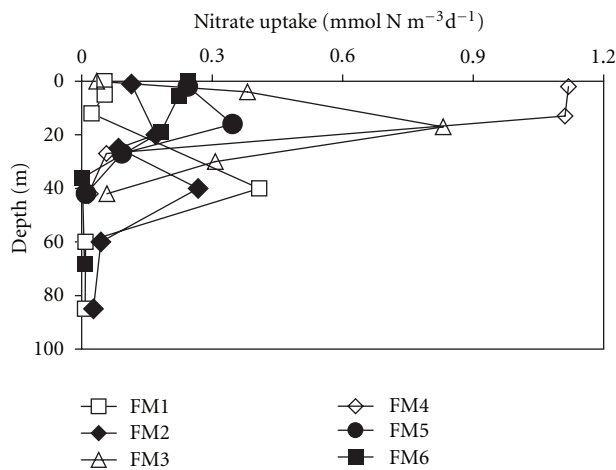 Nitrate uptake (mmol N m⁻³d⁻¹)
0 0.3 0.6 0.9 1.2
0
20
40
60
80
100
Depth (m)
FM1 FM4
FM2 FM5
FM3 FM6